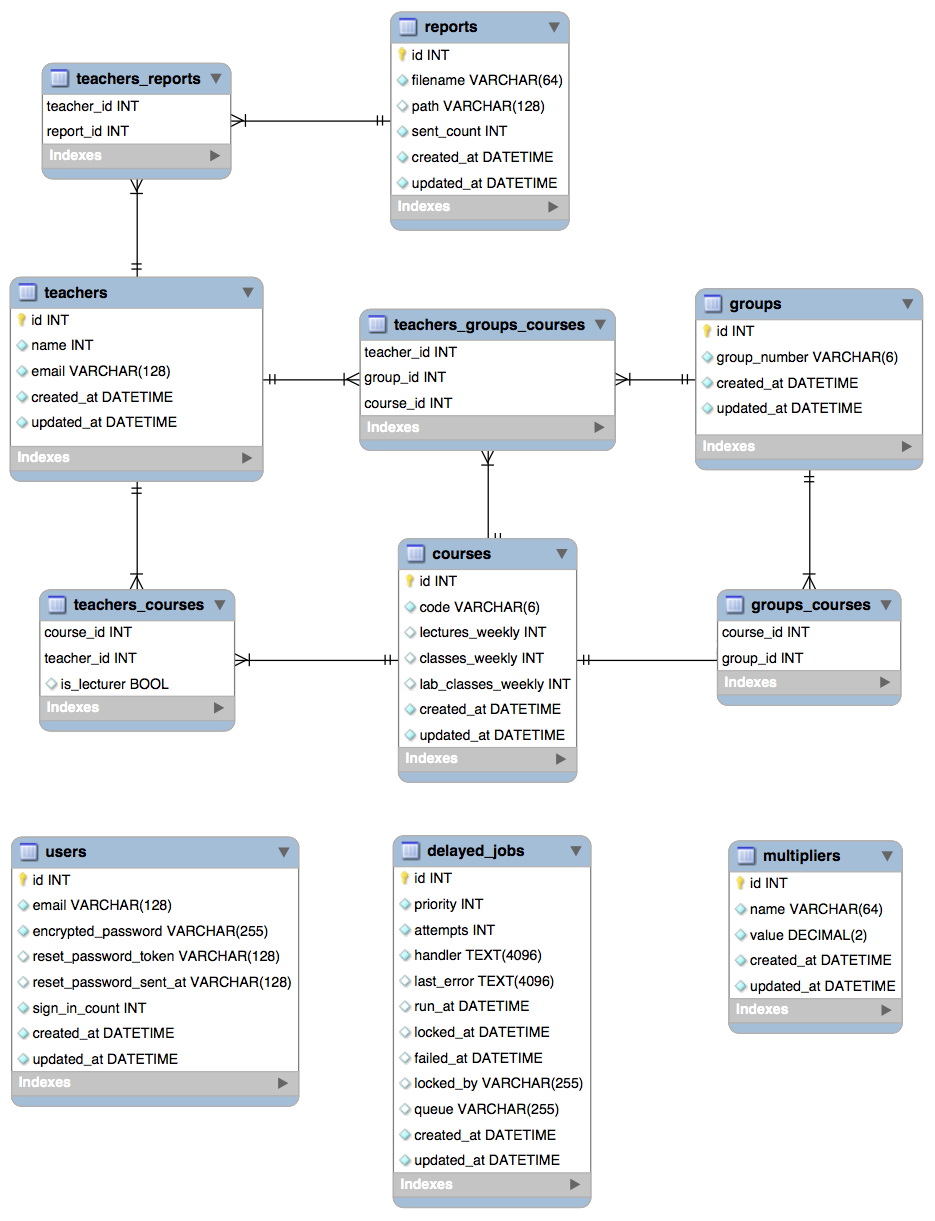 reports
id INT
filename VARCHAR(64)
path VARCHAR(128)
sent_count INT
created_at DATETIME
updated_at DATETIME
Indexes
teachers_reports
teacher_id INT
report_id INT
Indexes
teachers
id INT
name INT
email VARCHAR(128)
created_at DATETIME
updated_at DATETIME
Indexes
teachers_groups_courses
teacher_id INT
group_id INT
course_id INT
Indexes
groups
id INT
group_number VARCHAR(6)
created_at DATETIME
updated_at DATETIME
Indexes
teachers_courses
course_id INT
teacher_id INT
is_lecturer BOOL
Indexes
courses
id INT
code VARCHAR(6)
lectures_weekly INT
classes_weekly INT
lab_classes_weekly INT
created_at DATETIME
updated_at DATETIME
Indexes
groups_courses
course_id INT
group_id INT
Indexes
users
id INT
email VARCHAR(128)
encrypted_password VARCHAR(255)
reset_password_token VARCHAR(128)
reset_password_sent_at VARCHAR(128)
sign_in_count INT
created_at DATETIME
updated_at DATETIME
Indexes
delayed_jobs
id INT
priority INT
attempts INT
handler TEXT(4096)
last_error TEXT(4096)
run_at DATETIME
locked_at DATETIME
failed_at DATETIME
locked_by VARCHAR(255)
queue VARCHAR(255)
created_at DATETIME
updated_at DATETIME
Indexes
multipliers
id INT
name VARCHAR(64)
value DECIMAL(2)
created_at DATETIME
updated_at DATETIME
Indexes